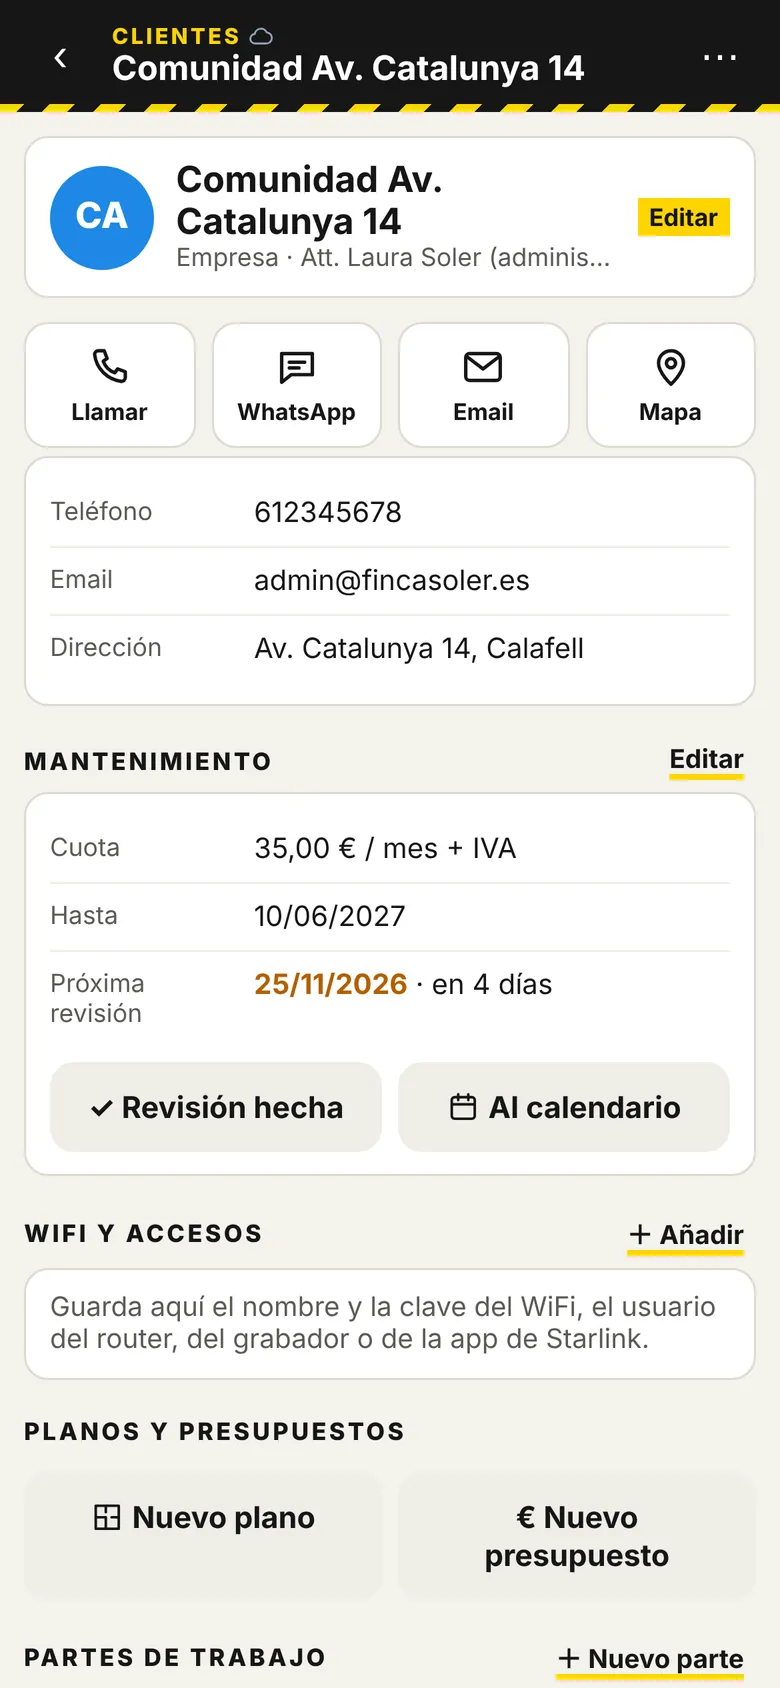 CLIENTES
Comunidad Av. Catalunya 14
CA
Comunidad Av.
Catalunya 14
Empresa · Att. Laura Soler (adminis...
Editar
Llamar
WhatsApp
Email
Mapa
Teléfono 612345678
Email admin@fincasoler.es
Dirección Av. Catalunya 14, Calafell
MANTENIMIENTO
Editar
Cuota 35,00 € / mes + IVA
Hasta 10/06/2027
Próxima revisión 25/11/2026 · en 4 días
✓ Revisión hecha
Al calendario
WIFI Y ACCESOS
+ Añadir
Guarda aquí el nombre y la clave del WiFi, el usuario
del router, del grabador o de la app de Starlink.
PLANOS Y PRESUPUESTOS
Nuevo plano
€ Nuevo
presupuesto
PARTES DE TRABAJO
+ Nuevo parte